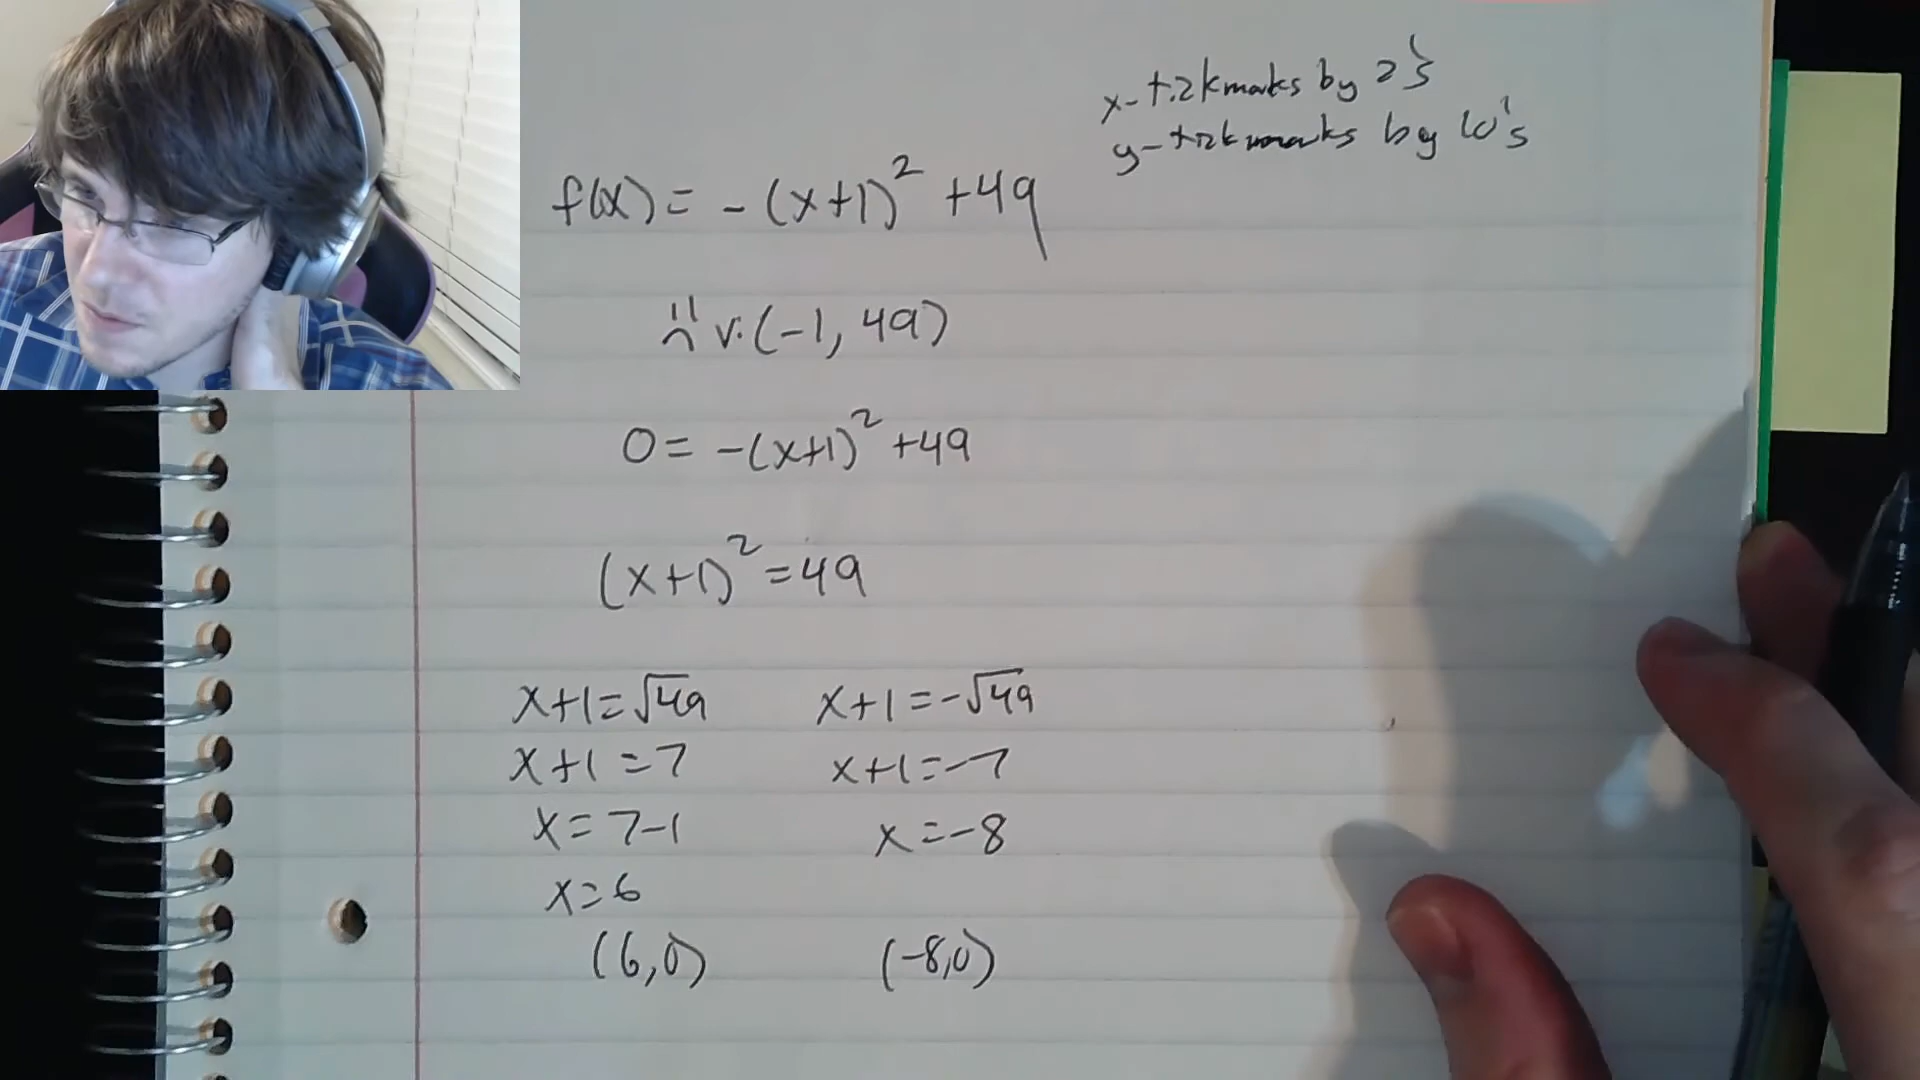 x-tickmarks by 2's
y-tickmarks by 10's
f(x) = -(x+1)² +49
∩ v:(-1, 49)
0 = -(x+1)² +49
(x+1)² = 49
x+1=√49 x+1=-√49
x+1=7 x+1=-7
x=7-1 x=-8
x=6
(6,0) (-8,0)